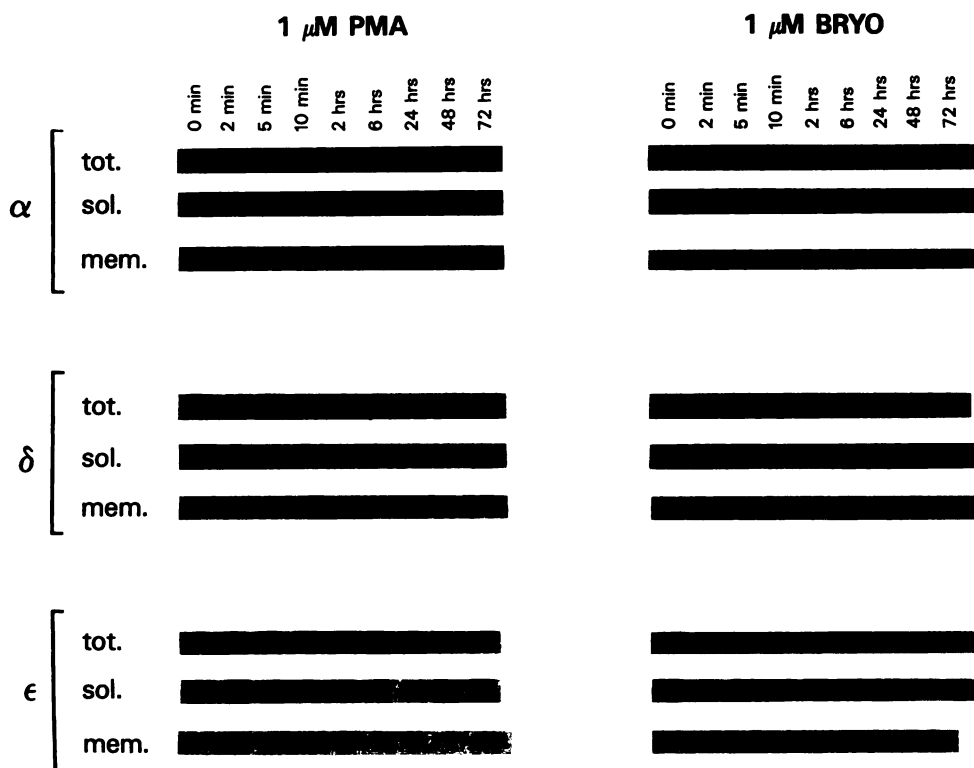 1 μM PMA
1 μM BRYO
0 min 2 min 5 min 10 min 2 hrs 6 hrs 24 hrs 48 hrs 72 hrs
0 min 2 min 5 min 10 min 2 hrs 6 hrs 24 hrs 48 hrs 72 hrs
α
tot.
sol.
mem.
δ
tot.
sol.
mem.
ϵ
tot.
sol.
mem.